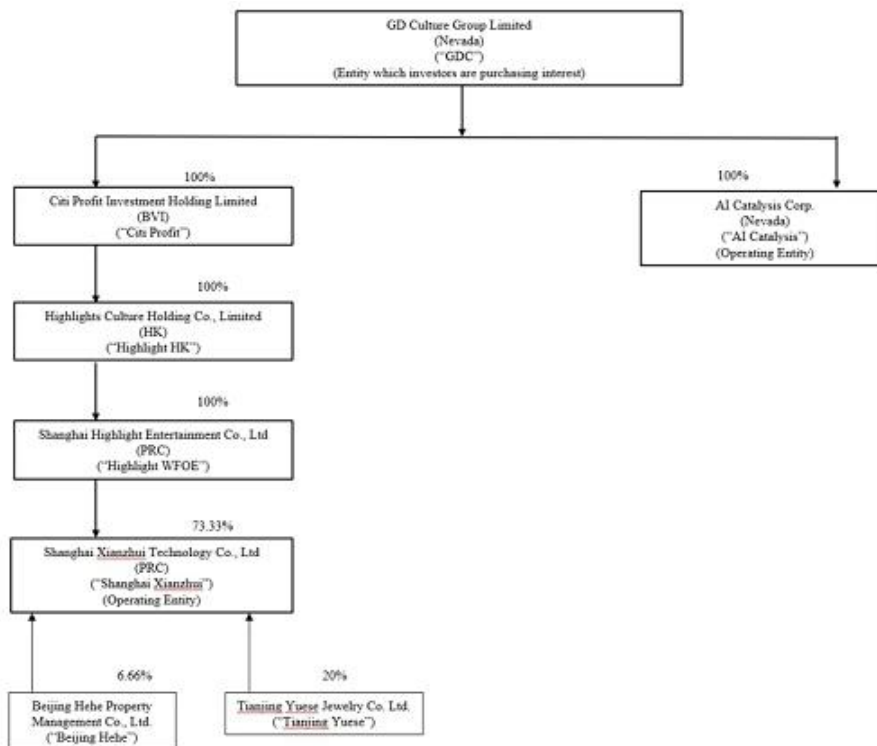 GD Culture Group Limited
(Nevada)
(“GDC”)
(Entity which investors are purchasing interest)
100%
100%
Citi Profit Investment Holding Limited
(BVI)
(“Citi Profit”)
AI Catalysis Corp.
(Nevada)
(“AI Catalysis”)
(Operating Entity)
100%
Highlights Culture Holding Co., Limited
(HK)
(“Highlight HK”)
100%
Shanghai Highlight Entertainment Co., Ltd
(PRC)
(“Highlight WFOE”)
73.33%
Shanghai Xianzhui Technology Co., Ltd
(PRC)
(“Shanghai Xianzhui”)
(Operating Entity)
6.66%
20%
Beijing Hehe Property
Management Co., Ltd.
(“Beijing Hehe”)
Tianjing Yuese Jewelry Co. Ltd.
(“Tianjing Yuese”)